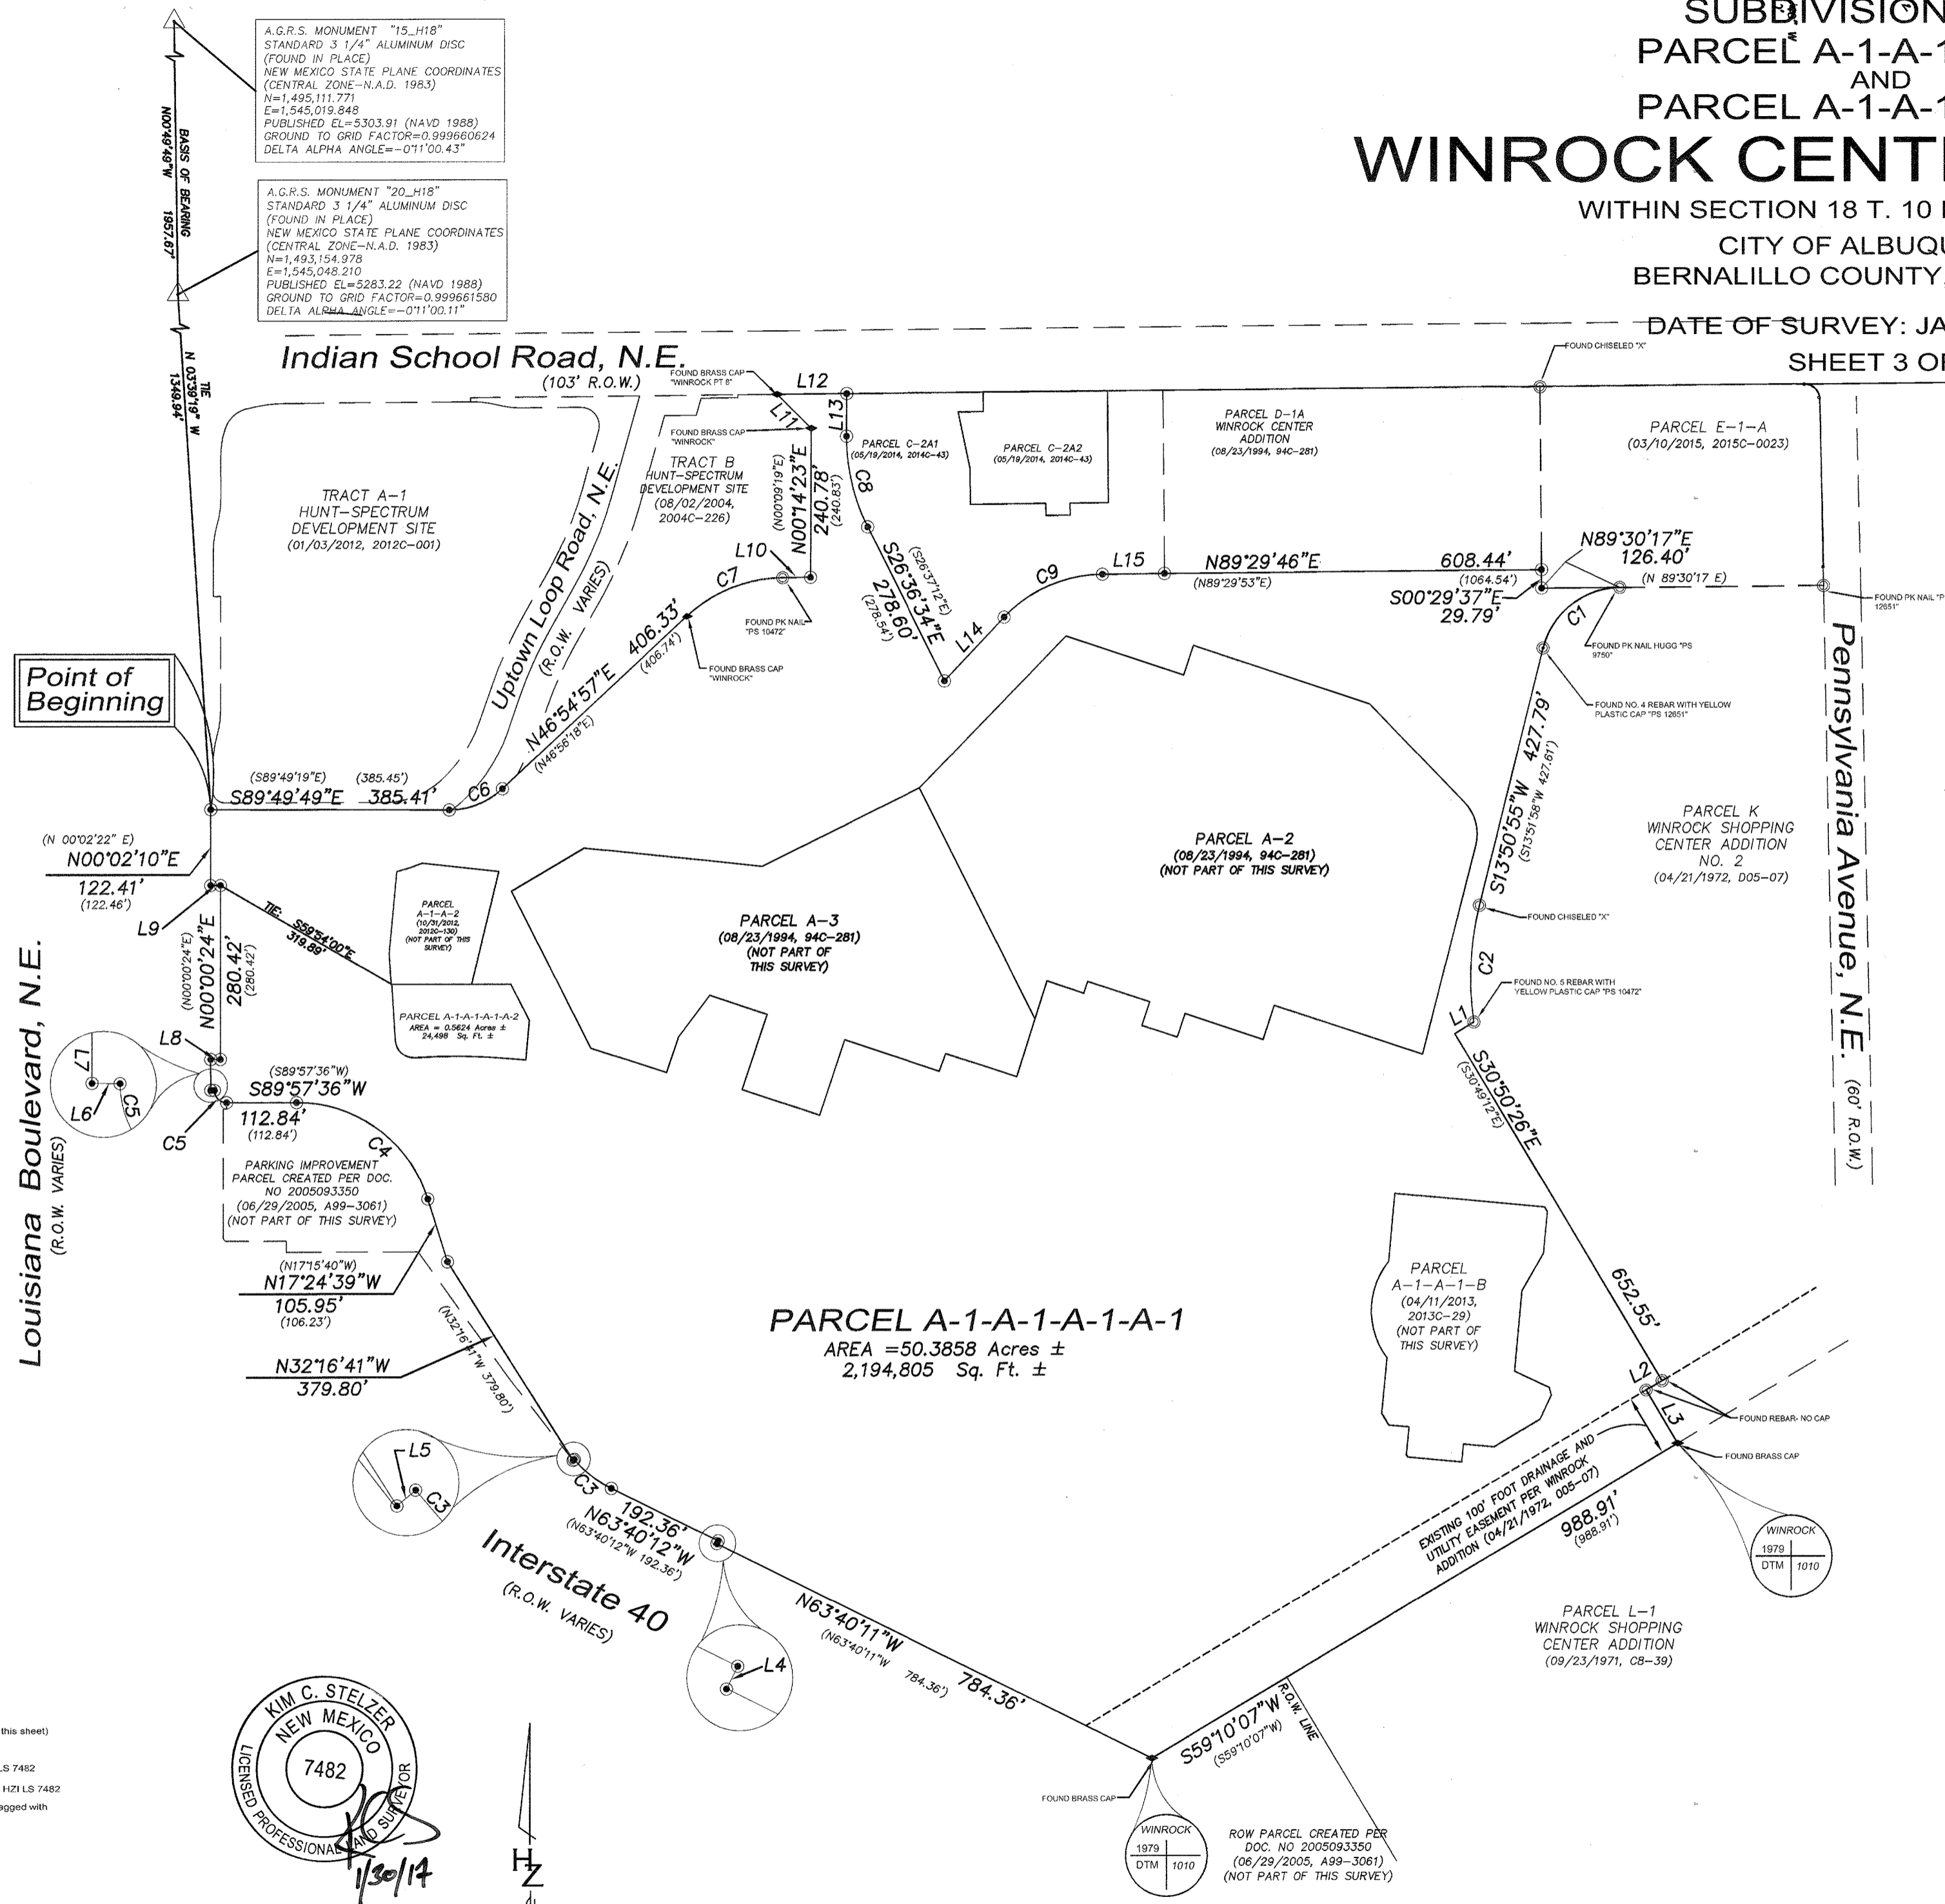 SUBDIVISION
PARCEL A-1-A-1
AND
PARCEL A-1-A-1
WINROCK CENT
WITHIN SECTION 18 T. 10
CITY OF ALBUQU
BERNALILLO COUNTY,
DATE OF SURVEY: JA
SHEET 3 OF
A.G.R.S. MONUMENT "15_H18"
STANDARD 3 1/4" ALUMINUM DISC
(FOUND IN PLACE)
NEW MEXICO STATE PLANE COORDINATES
(CENTRAL ZONE-N.A.D. 1983)
N=1,495,111.771
E=1,545,019.848
PUBLISHED EL=5303.91 (NAVD 1988)
GROUND TO GRID FACTOR=0.999660624
DELTA ALPHA ANGLE=-0°11'00.43"
BASIS OF BEARING
N00°49'49"W 1957.67'
A.G.R.S. MONUMENT "20_H18"
STANDARD 3 1/4" ALUMINUM DISC
(FOUND IN PLACE)
NEW MEXICO STATE PLANE COORDINATES
(CENTRAL ZONE-N.A.D. 1983)
N=1,493,154.978
E=1,545,048.210
PUBLISHED EL=5283.22 (NAVD 1988)
GROUND TO GRID FACTOR=0.999661580
DELTA ALPHA ANGLE=-0°11'00.11"
TIE
N 03°39'19" W
1349.94'
Indian School Road, N.E.
(103' R.O.W.)
FOUND BRASS CAP
"WINROCK PT 8"
L12
L11
L13
FOUND BRASS CAP
"WINROCK"
FOUND CHISELED "X"
TRACT A-1
HUNT-SPECTRUM
DEVELOPMENT SITE
(01/03/2012, 2012C-001)
Uptown Loop Road, N.E.
(R.O.W. VARIES)
TRACT B
HUNT-SPECTRUM
DEVELOPMENT SITE
(08/02/2004,
2004C-226)
(N00°09'19"E)
N00°14'23"E
240.78'
(240.83')
PARCEL C-2A1
(05/19/2014, 2014C-43)
PARCEL C-2A2
(05/19/2014, 2014C-43)
PARCEL D-1A
WINROCK CENTER
ADDITION
(08/23/1994, 94C-281)
PARCEL E-1-A
(03/10/2015, 2015C-0023)
C8
L10
C7
(S26°37'12"E)
S26°36'34"E
278.60'
(278.54')
C9
L14
L15
N89°29'46"E
608.44'
(N89°29'53"E)
(1064.54')
N89°30'17"E
126.40'
(N 89°30'17 E)
S00°29'37"E
29.79'
C1
FOUND PK NAIL "P
12651"
FOUND PK NAIL
"PS 10472"
FOUND PK NAIL HUGG "PS
9750"
FOUND BRASS CAP
"WINROCK"
N46°54'57"E 406.33'
(N46°56'18"E)
(406.74')
FOUND NO. 4 REBAR WITH YELLOW
PLASTIC CAP "PS 12651"
Point of
Beginning
(S89°49'19"E) (385.45')
S89°49'49"E 385.41'
C6
S13°50'55"W 427.79'
(S13°51'58"W 427.61')
Pennsylvania Avenue, N.E.
(60' R.O.W.)
PARCEL K
WINROCK SHOPPING
CENTER ADDITION
NO. 2
(04/21/1972, D05-07)
(N 00°02'22" E)
N00°02'10"E
122.41'
(122.46')
L9
TIE:
S59°54'00"E
319.89'
PARCEL
A-1-A-2
(10/31/2012,
2012C-130)
(NOT PART OF THIS
SURVEY)
PARCEL A-3
(08/23/1994, 94C-281)
(NOT PART OF
THIS SURVEY)
PARCEL A-2
(08/23/1994, 94C-281)
(NOT PART OF THIS SURVEY)
FOUND CHISELED "X"
C2
FOUND NO. 5 REBAR WITH
YELLOW PLASTIC CAP "PS 10472"
L1
Louisiana Boulevard, N.E.
(R.O.W. VARIES)
(N00°00'24"E)
N00°00'24"E
280.42'
(280.42')
PARCEL A-1-A-1-A-1-A-2
AREA = 0.5624 Acres ±
24,498 Sq. Ft. ±
L8
L7
L6
C5
C5
(S89°57'36"W)
S89°57'36"W
112.84'
(112.84')
C4
PARKING IMPROVEMENT
PARCEL CREATED PER DOC.
NO 2005093350
(06/29/2005, A99-3061)
(NOT PART OF THIS SURVEY)
(N17°15'40"W)
N17°24'39"W
105.95'
(106.23')
N32°16'41"W
379.80'
(N32°16'41"W 379.80')
S30°50'26"E
(S30°49'12"E)
652.55'
PARCEL A-1-A-1-A-1-A-1
AREA =50.3858 Acres ±
2,194,805 Sq. Ft. ±
PARCEL
A-1-A-1-B
(04/11/2013,
2013C-29)
(NOT PART OF
THIS SURVEY)
L2
L3
FOUND REBAR- NO CAP
FOUND BRASS CAP
L5
C3
C3
192.36'
N63°40'12"W
(N63°40'12"W 192.36')
Interstate 40
(R.O.W. VARIES)
L4
N63°40'11"W
784.36'
(N63°40'11"W 784.36')
EXISTING 100' FOOT DRAINAGE AND
UTILITY EASEMENT PER WINROCK
ADDITION (04/21/1972, 005-07)
988.91'
(988.91')
WINROCK
1979
DTM
1010
PARCEL L-1
WINROCK SHOPPING
CENTER ADDITION
(09/23/1971, C8-39)
S59°10'07"W
(S59°10'07"W)
R.O.W. LINE
FOUND BRASS CAP
WINROCK
1979
DTM
1010
ROW PARCEL CREATED PER
DOC. NO 2005093350
(06/29/2005, A99-3061)
(NOT PART OF THIS SURVEY)
this sheet)
LS 7482
HZI LS 7482
agged with
KIM C. STELZER
NEW MEXICO
7482
LICENSED PROFESSIONAL LAND SURVEYOR
1/30/17
HZ